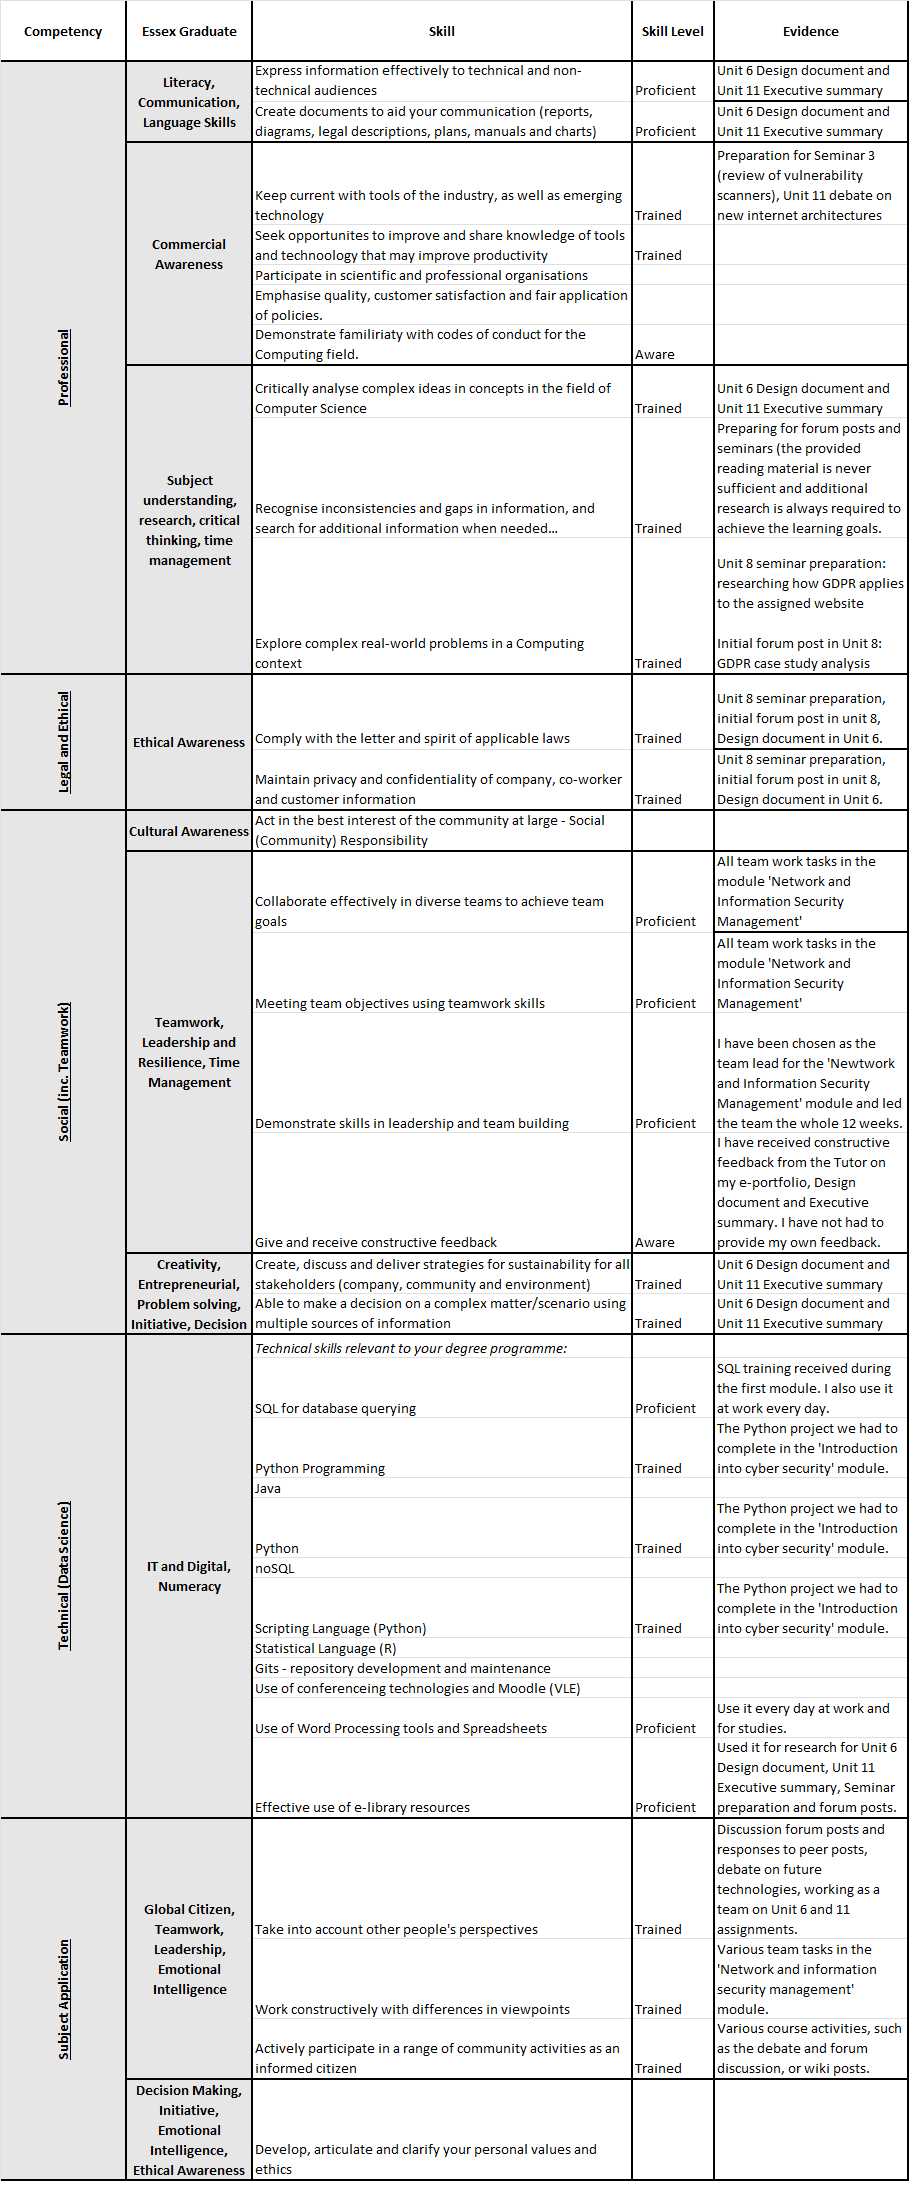 Competency
Essex Graduate
Skill
Skill Level
Evidence
Professional
Literacy,
Communication,
Language Skills
Express information effectively to technical and non-
technical audiences
Proficient
Unit 6 Design document and
Unit 11 Executive summary
Create documents to aid your communication (reports,
diagrams, legal descriptions, plans, manuals and charts)
Proficient
Unit 6 Design document and
Unit 11 Executive summary
Commercial
Awareness
Keep current with tools of the industry, as well as emerging
technology
Trained
Preparation for Seminar 3
(review of vulnerability
scanners), Unit 11 debate on
new internet architectures
Seek opportunites to improve and share knowledge of tools
and technoology that may improve productivity
Trained
Participate in scientific and professional organisations
Emphasise quality, customer satisfaction and fair application
of policies.
Demonstrate familiriaty with codes of conduct for the
Computing field.
Aware
Subject
understanding,
research, critical
thinking, time
management
Critically analyse complex ideas in concepts in the field of
Computer Science
Trained
Unit 6 Design document and
Unit 11 Executive summary
Recognise inconsistencies and gaps in information, and
search for additional information when needed…
Trained
Preparing for forum posts and
seminars (the provided
reading material is never
sufficient and additional
research is always required to
achieve the learning goals.
Explore complex real-world problems in a Computing
context
Trained
Unit 8 seminar preparation:
researching how GDPR applies
to the assigned website
Initial forum post in Unit 8:
GDPR case study analysis
Legal and Ethical
Ethical Awareness
Comply with the letter and spirit of applicable laws
Trained
Unit 8 seminar preparation,
initial forum post in unit 8,
Design document in Unit 6.
Maintain privacy and confidentiality of company, co-worker
and customer information
Trained
Unit 8 seminar preparation,
initial forum post in unit 8,
Design document in Unit 6.
Social (inc. Teamwork)
Cultural Awareness
Act in the best interest of the community at large - Social
(Community) Responsibility
Teamwork,
Leadership and
Resilience, Time
Management
Collaborate effectively in diverse teams to achieve team
goals
Proficient
All team work tasks in the
module 'Network and
Information Security
Management'
Meeting team objectives using teamwork skills
Proficient
All team work tasks in the
module 'Network and
Information Security
Management'
Demonstrate skills in leadership and team building
Proficient
I have been chosen as the
team lead for the 'Newtwork
and Information Security
Management' module and led
the team the whole 12 weeks.
Give and receive constructive feedback
Aware
I have received constructive
feedback from the Tutor on
my e-portfolio, Design
document and Executive
summary. I have not had to
provide my own feedback.
Creativity,
Entrepreneurial,
Problem solving,
Initiative, Decision
Create, discuss and deliver strategies for sustainability for all
stakeholders (company, community and environment)
Trained
Unit 6 Design document and
Unit 11 Executive summary
Able to make a decision on a complex matter/scenario using
multiple sources of information
Trained
Unit 6 Design document and
Unit 11 Executive summary
Technical (Data Science)
IT and Digital,
Numeracy
Technical skills relevant to your degree programme:
SQL for database querying
Proficient
SQL training received during
the first module. I also use it
at work every day.
Python Programming
Trained
The Python project we had to
complete in the 'Introduction
into cyber security' module.
Java
Python
Trained
The Python project we had to
complete in the 'Introduction
into cyber security' module.
noSQL
Scripting Language (Python)
Trained
The Python project we had to
complete in the 'Introduction
into cyber security' module.
Statistical Language (R)
Gits - repository development and maintenance
Use of conferenceing technologies and Moodle (VLE)
Use of Word Processing tools and Spreadsheets
Proficient
Use it every day at work and
for studies.
Effective use of e-library resources
Proficient
Used it for research for Unit 6
Design document, Unit 11
Executive summary, Seminar
preparation and forum posts.
Subject Application
Global Citizen,
Teamwork,
Leadership,
Emotional
Intelligence
Take into account other people's perspectives
Trained
Discussion forum posts and
responses to peer posts,
debate on future
technologies, working as a
team on Unit 6 and 11
assignments.
Work constructively with differences in viewpoints
Trained
Various team tasks in the
'Network and information
security management'
module.
Actively participate in a range of community activities as an
informed citizen
Trained
Various course activities, such
as the debate and forum
discussion, or wiki posts.
Decision Making,
Initiative,
Emotional
Intelligence,
Ethical Awareness
Develop, articulate and clarify your personal values and
ethics